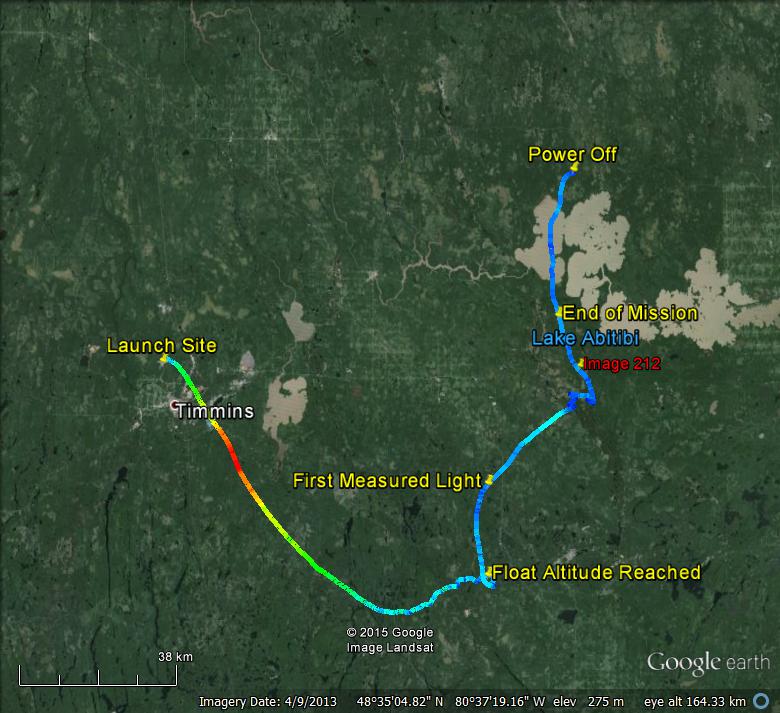 Power Off
End of Mission
Lake Abitibi
Launch Site
Image 212
Timmins
First Measured Light
Float Altitude Reached
© 2015 Google
Image Landsat
38 km
Google earth
Imagery Date: 4/9/2013 48°35'04.82" N 80°37'19.16" W elev 275 m eye alt 164.33 km